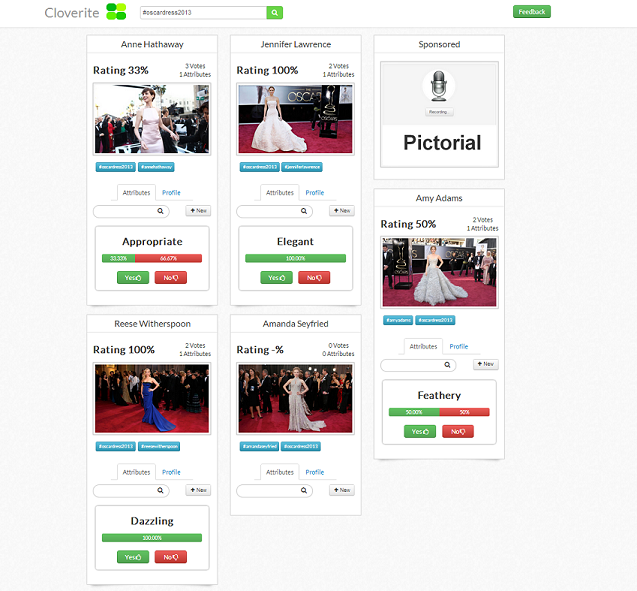 Cloverite
#oscardress2013
Feedback
Anne Hathaway
Rating 33%
3 Votes
1 Attributes
#oscardress2013 #annehathaway
Attributes Profile
+ New
Appropriate
33.33% 66.67%
Yes No
Jennifer Lawrence
Rating 100%
2 Votes
1 Attributes
OSCAR
#oscardress2013 #jenniferlawrence
Attributes Profile
+ New
Elegant
100.00%
Yes No
Sponsored
Recording...
Pictorial
Amy Adams
Rating 50%
2 Votes
1 Attributes
#amyadams #oscardress2013
Attributes Profile
+ New
Feathery
50.00% 50%
Yes No
Reese Witherspoon
Rating 100%
2 Votes
1 Attributes
#oscardress2013 #reesewitherspoon
Attributes Profile
+ New
Dazzling
100.00%
Yes No
Amanda Seyfried
Rating -%
0 Votes
0 Attributes
#amandaseyfried #oscardress2013
Attributes Profile
+ New